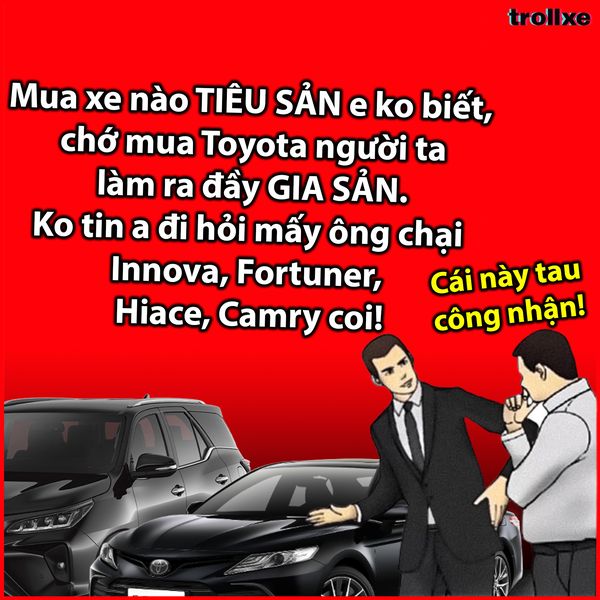 trollxe
Mua xe nào TIÊU SẢN e ko biết,
chớ mua Toyota người ta
làm ra đầy GIA SẢN.
Ko tin a đi hỏi mấy ông chại
Innova, Fortuner,
Hiace, Camry coi!
Cái này tau
công nhận!